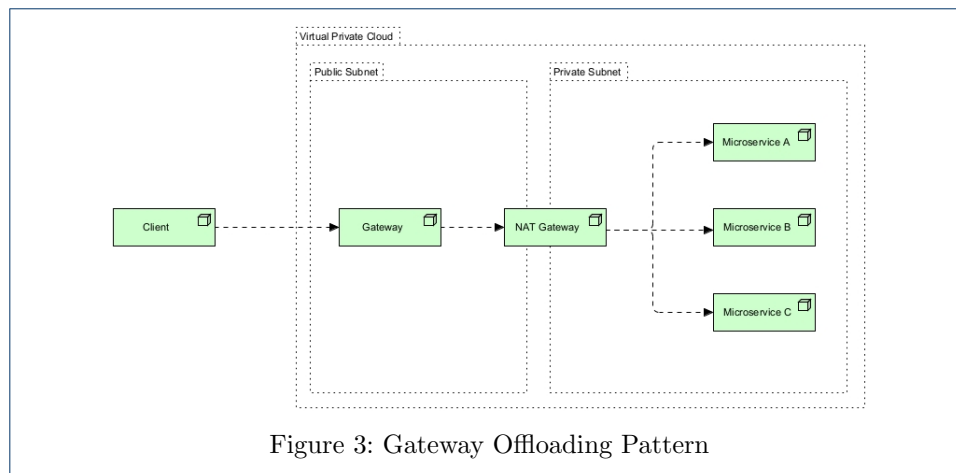 Virtual Private Cloud
Public Subnet
Private Subnet
Microservice A
Client
Gateway
NAT Gateway
Microservice B
Microservice C
Figure 3: Gateway Offloading Pattern